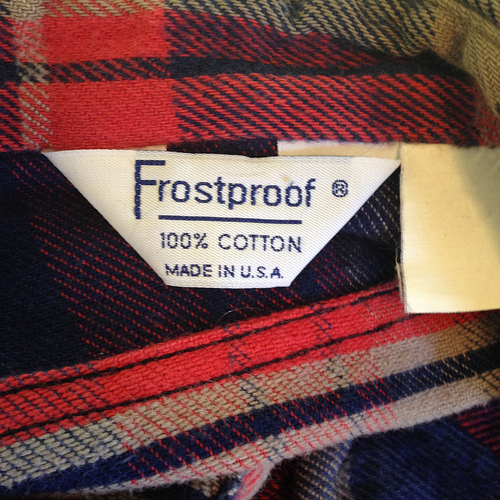 Frostproof ®
100% COTTON
MADE IN U.S.A.